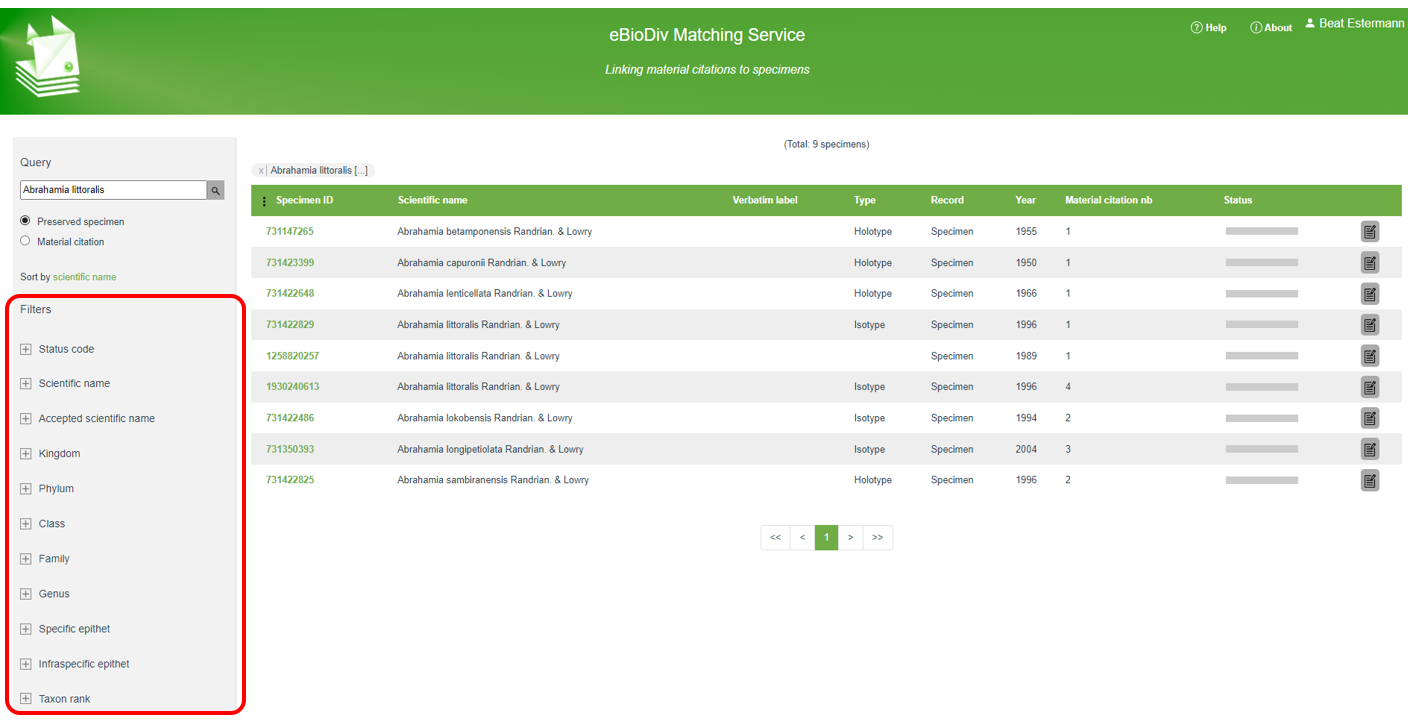 eBioDiv Matching Service
Linking material citations to specimens
Help
About
Beat Estermann
Query
Abrahamia littoralis
Preserved specimen
Material citation
Sort by scientific name
Filters
Status code
Scientific name
Accepted scientific name
Kingdom
Phylum
Class
Family
Genus
Specific epithet
Infraspecific epithet
Taxon rank
(Total: 9 specimens)
x| Abrahamia littoralis [...]
Specimen ID Scientific name Verbatim label Type Record Year Material citation nb Status
731147265 Abrahamia betamponensis Randrian. & Lowry Holotype Specimen 1955 1
731423399 Abrahamia capuronii Randrian. & Lowry Holotype Specimen 1950 1
731422648 Abrahamia lenticellata Randrian. & Lowry Holotype Specimen 1966 1
731422829 Abrahamia littoralis Randrian. & Lowry Isotype Specimen 1996 1
1258820257 Abrahamia littoralis Randrian. & Lowry Specimen 1989 1
1930240613 Abrahamia littoralis Randrian. & Lowry Isotype Specimen 1996 4
731422486 Abrahamia lokobensis Randrian. & Lowry Isotype Specimen 1994 2
731350393 Abrahamia longipetiolata Randrian. & Lowry Isotype Specimen 2004 3
731422825 Abrahamia sambiranensis Randrian. & Lowry Holotype Specimen 1996 2
<< < 1 > >>